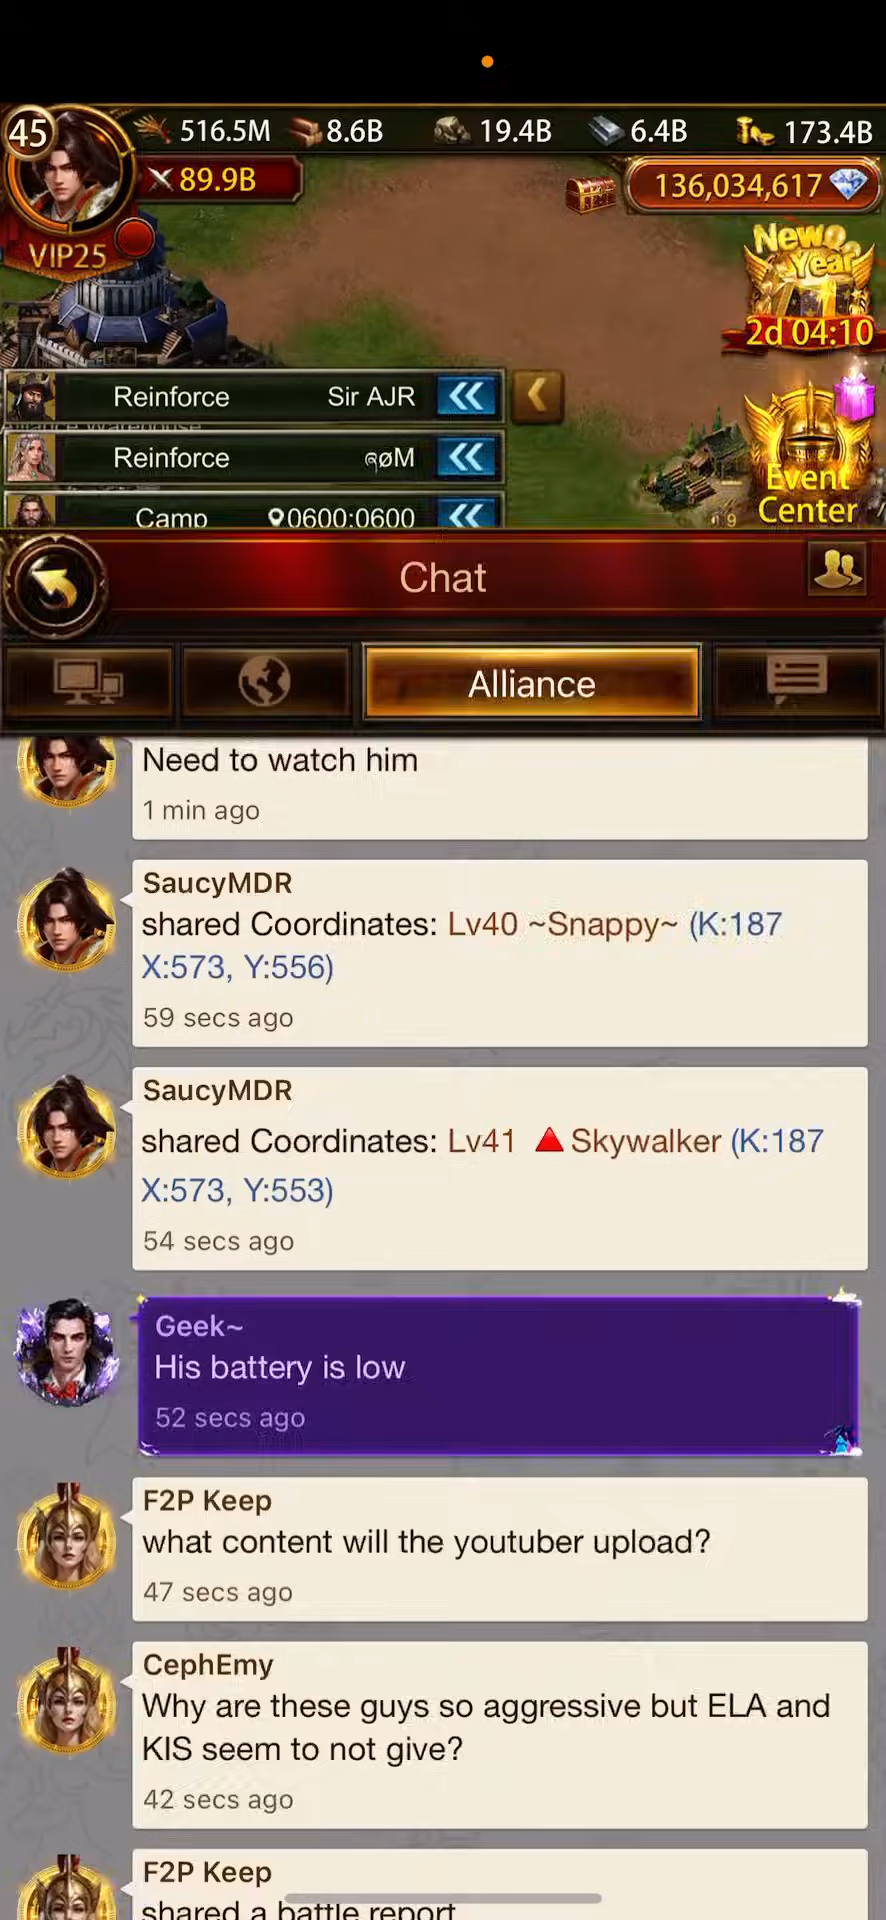 45
516.5M
8.6B
19.4B
6.4B
173.4B
89.9B
136,034,617
VIP25
New
Year
2d 04:10
Reinforce Sir AJR
Alliance Warehouse
Reinforce
Camp 0600:0600
Event
Center
9
Chat
Alliance
Need to watch him
1 min ago
SaucyMDR
shared Coordinates: Lv40 ~Snappy~ (K:187
X:573, Y:556)
59 secs ago
SaucyMDR
shared Coordinates: Lv41 🔺Skywalker (K:187
X:573, Y:553)
54 secs ago
Geek~
His battery is low
52 secs ago
F2P Keep
what content will the youtuber upload?
47 secs ago
CephEmy
Why are these guys so aggressive but ELA and
KIS seem to not give?
42 secs ago
F2P Keep
shared a battle report